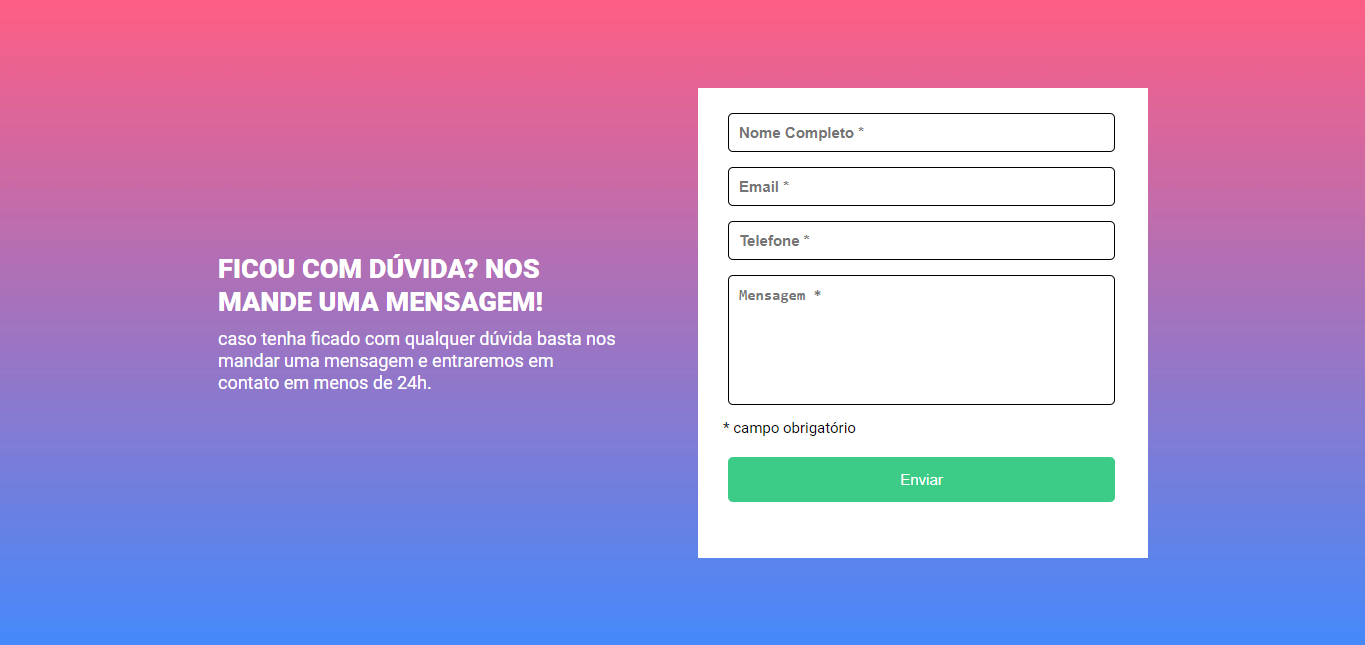 FICOU COM DÚVIDA? NOS
MANDE UMA MENSAGEM!
caso tenha ficado com qualquer dúvida basta nos
mandar uma mensagem e entraremos em
contato em menos de 24h.
Nome Completo *
Email *
Telefone *
Mensagem *
* campo obrigatório
Enviar